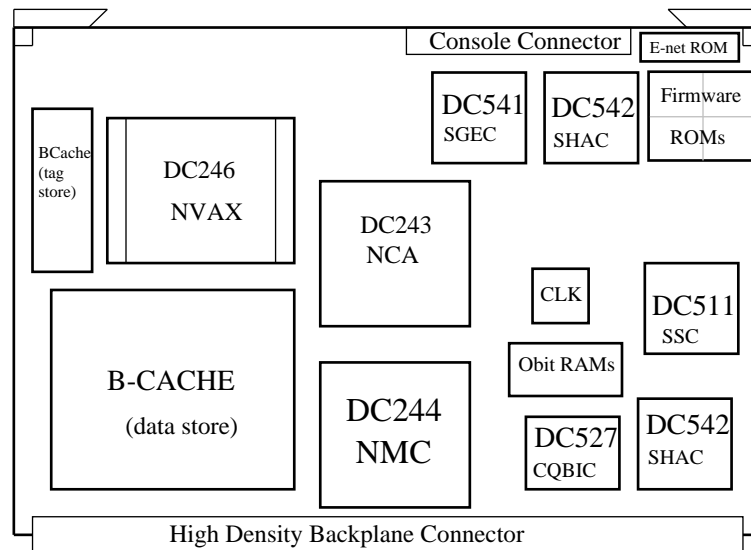 Console Connector
E-net ROM
DC541
SGEC
DC542
SHAC
Firmware
ROMs
BCache
(tag
store)
DC246
NVAX
DC243
NCA
CLK
DC511
SSC
Obit RAMs
B-CACHE
(data store)
DC244
NMC
DC527
CQBIC
DC542
SHAC
High Density Backplane Connector